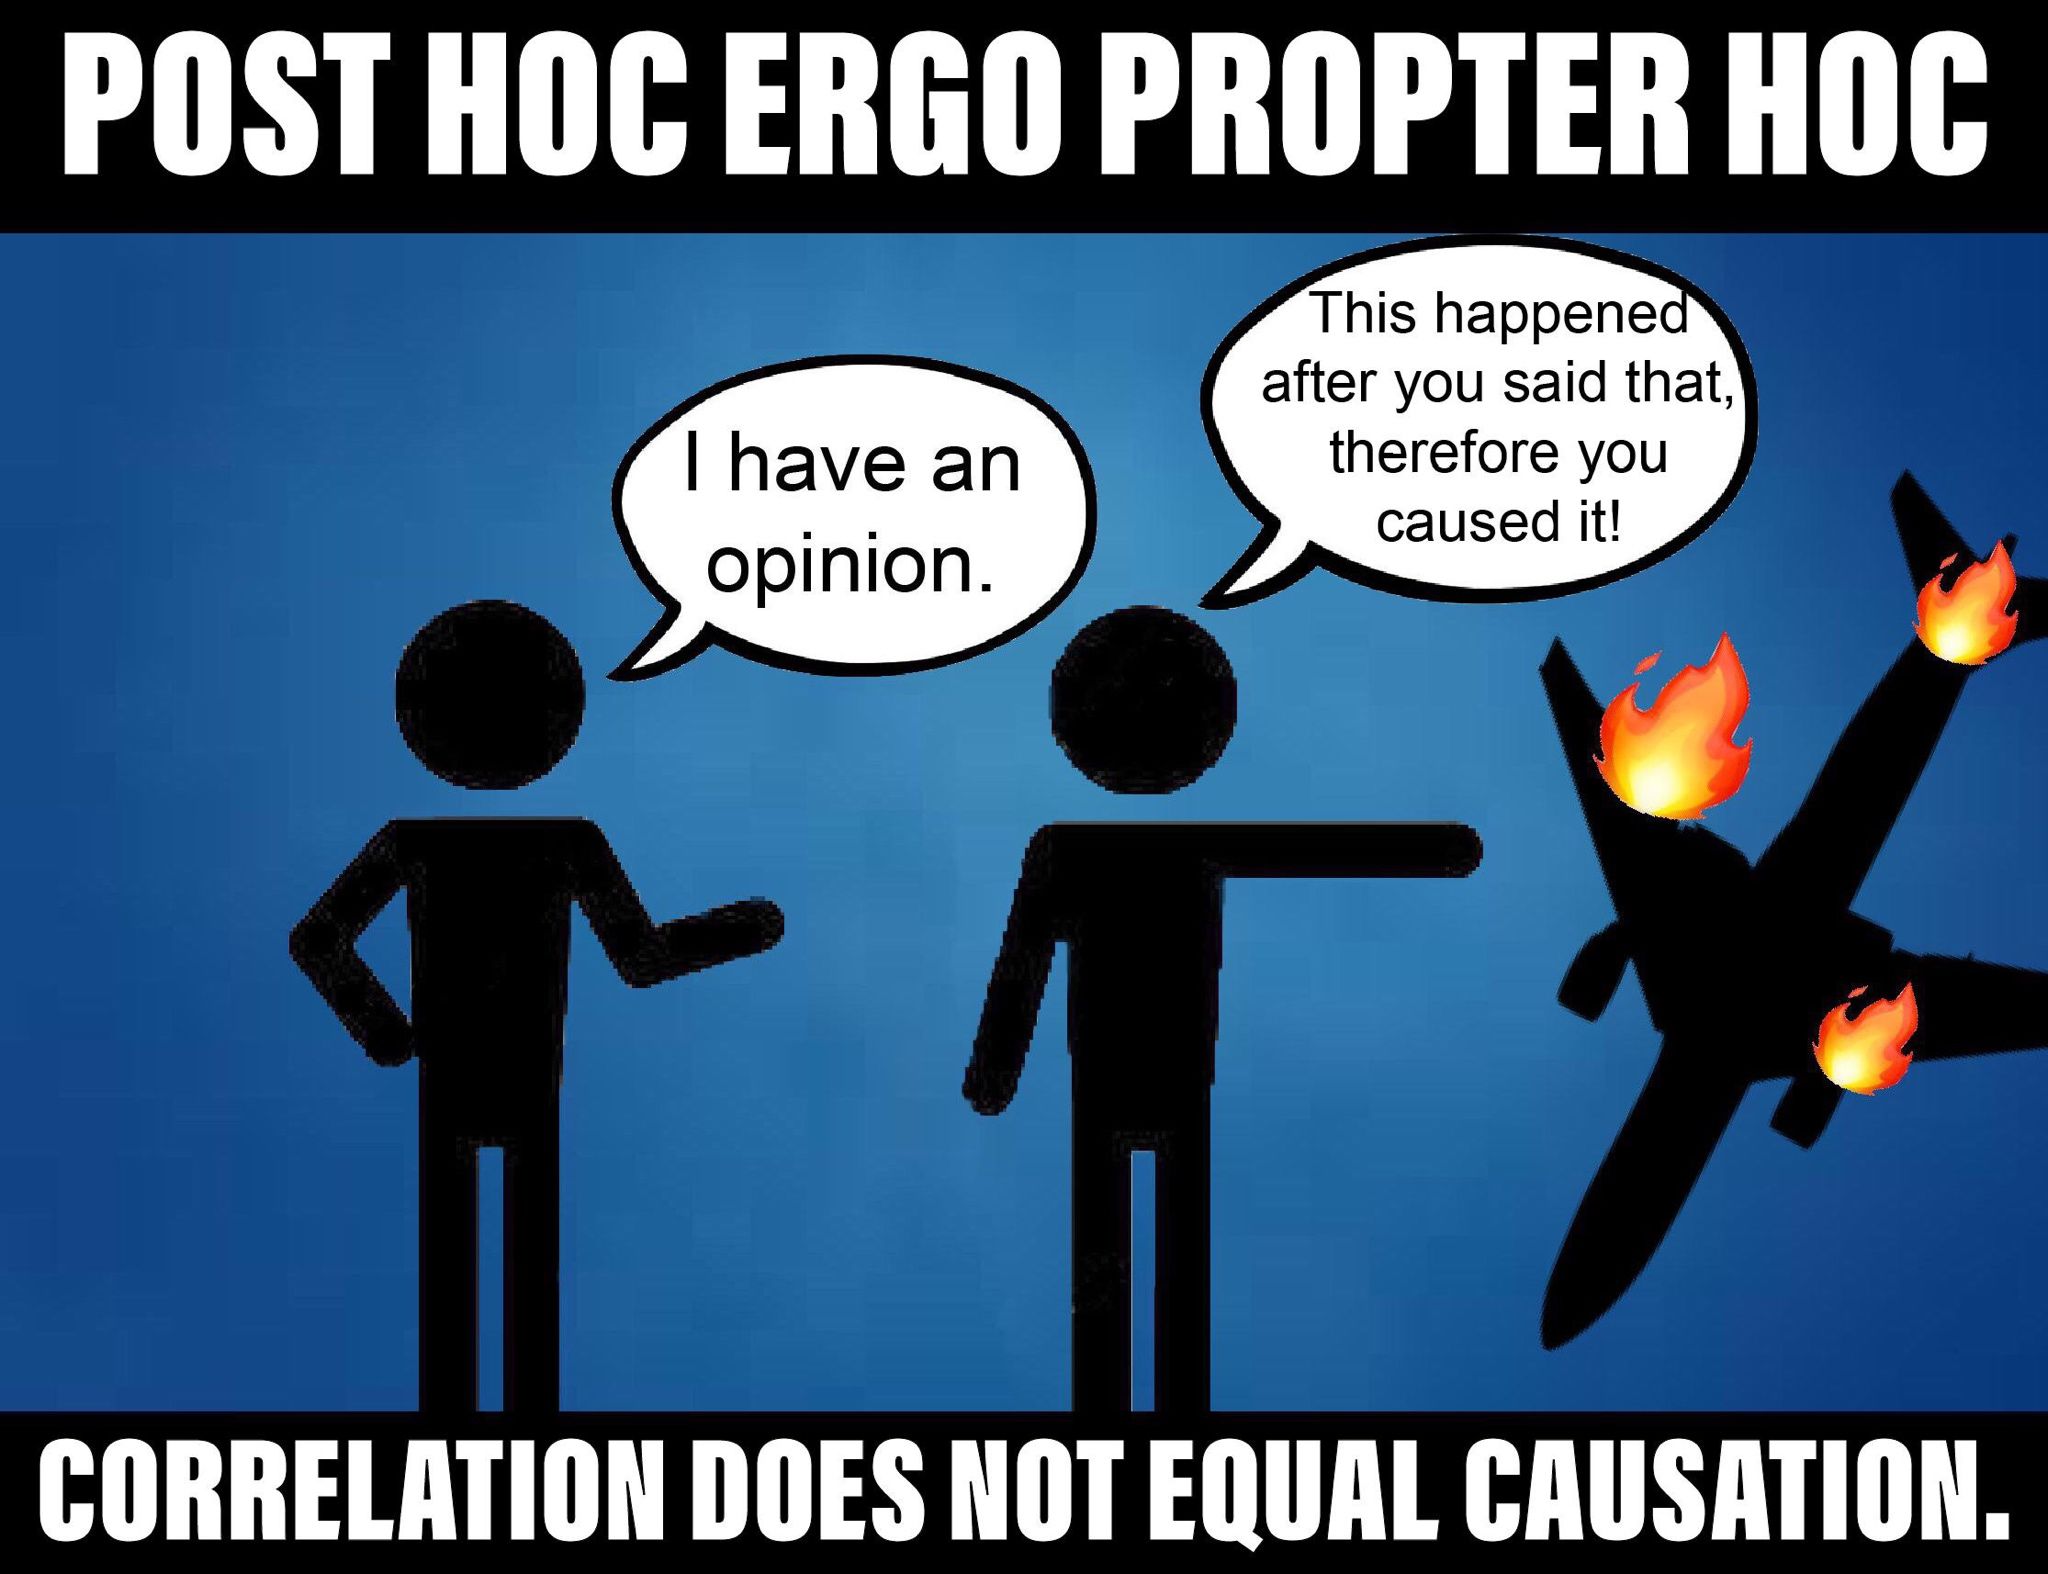 POST HOC ERGO PROPTER HOC
I have an
opinion.
This happened
after you said that,
therefore you
caused it!
CORRELATION DOES NOT EQUAL CAUSATION.